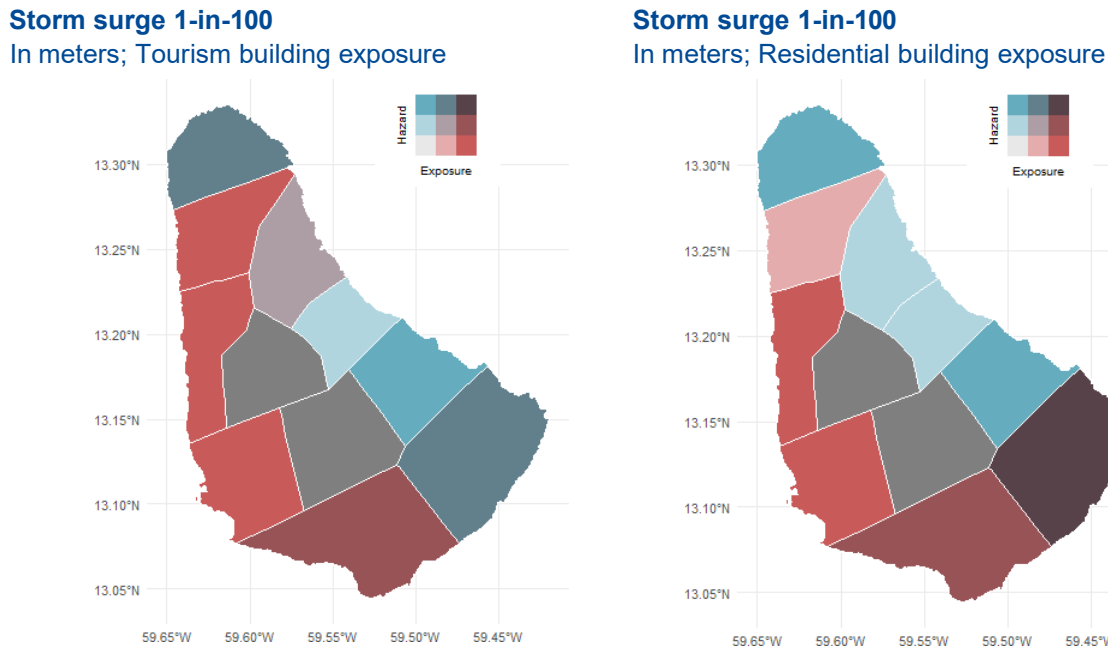 Storm surge 1-in-100
In meters; Tourism building exposure
Hazard
Exposure
13.30°N
13.25°N
13.20°N
13.15°N
13.10°N
13.05°N
59.65°W 59.60°W 59.55°W 59.50°W 59.45°W
Storm surge 1-in-100
In meters; Residential building exposure
Hazard
Exposure
13.30°N
13.25°N
13.20°N
13.15°N
13.10°N
13.05°N
59.65°W 59.60°W 59.55°W 59.50°W 59.45°W